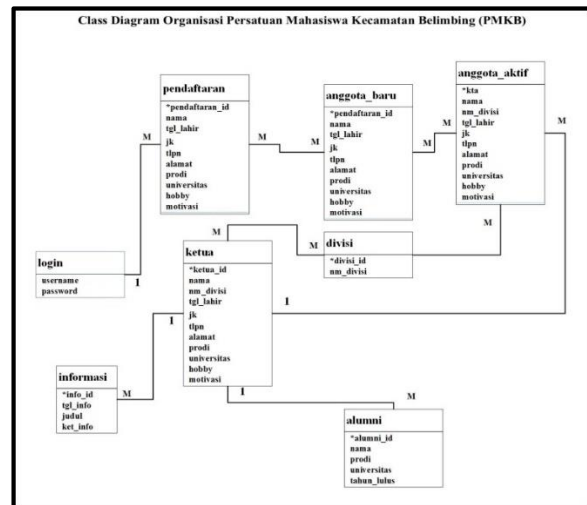 Class Diagram Organisasi Persatuan Mahasiswa Kecamatan Belimbing (PMKB)
pendaftaran
*pendaftaran_id
nama
tgl_lahir
jk
tlpn
alamat
prodi
universitas
hobby
motivasi
anggota_baru
*pendaftaran_id
nama
tgl_lahir
jk
tlpn
alamat
prodi
universitas
hobby
motivasi
anggota_aktif
*kta
nama
nm_divisi
tgl_lahir
jk
tlpn
alamat
prodi
universitas
hobby
motivasi
M
M
M
M
M
M
M
login
username
password
1
M
M
ketua
*ketua_id
nama
nm_divisi
tgl_lahir
jk
tlpn
alamat
prodi
universitas
hobby
motivasi
divisi
*divisi_id
nm_divisi
1
1
informasi
*info_id
tgl_info
judul
ket_info
M
1
M
alumni
*alumni_id
nama
prodi
universitas
tahun_lulus